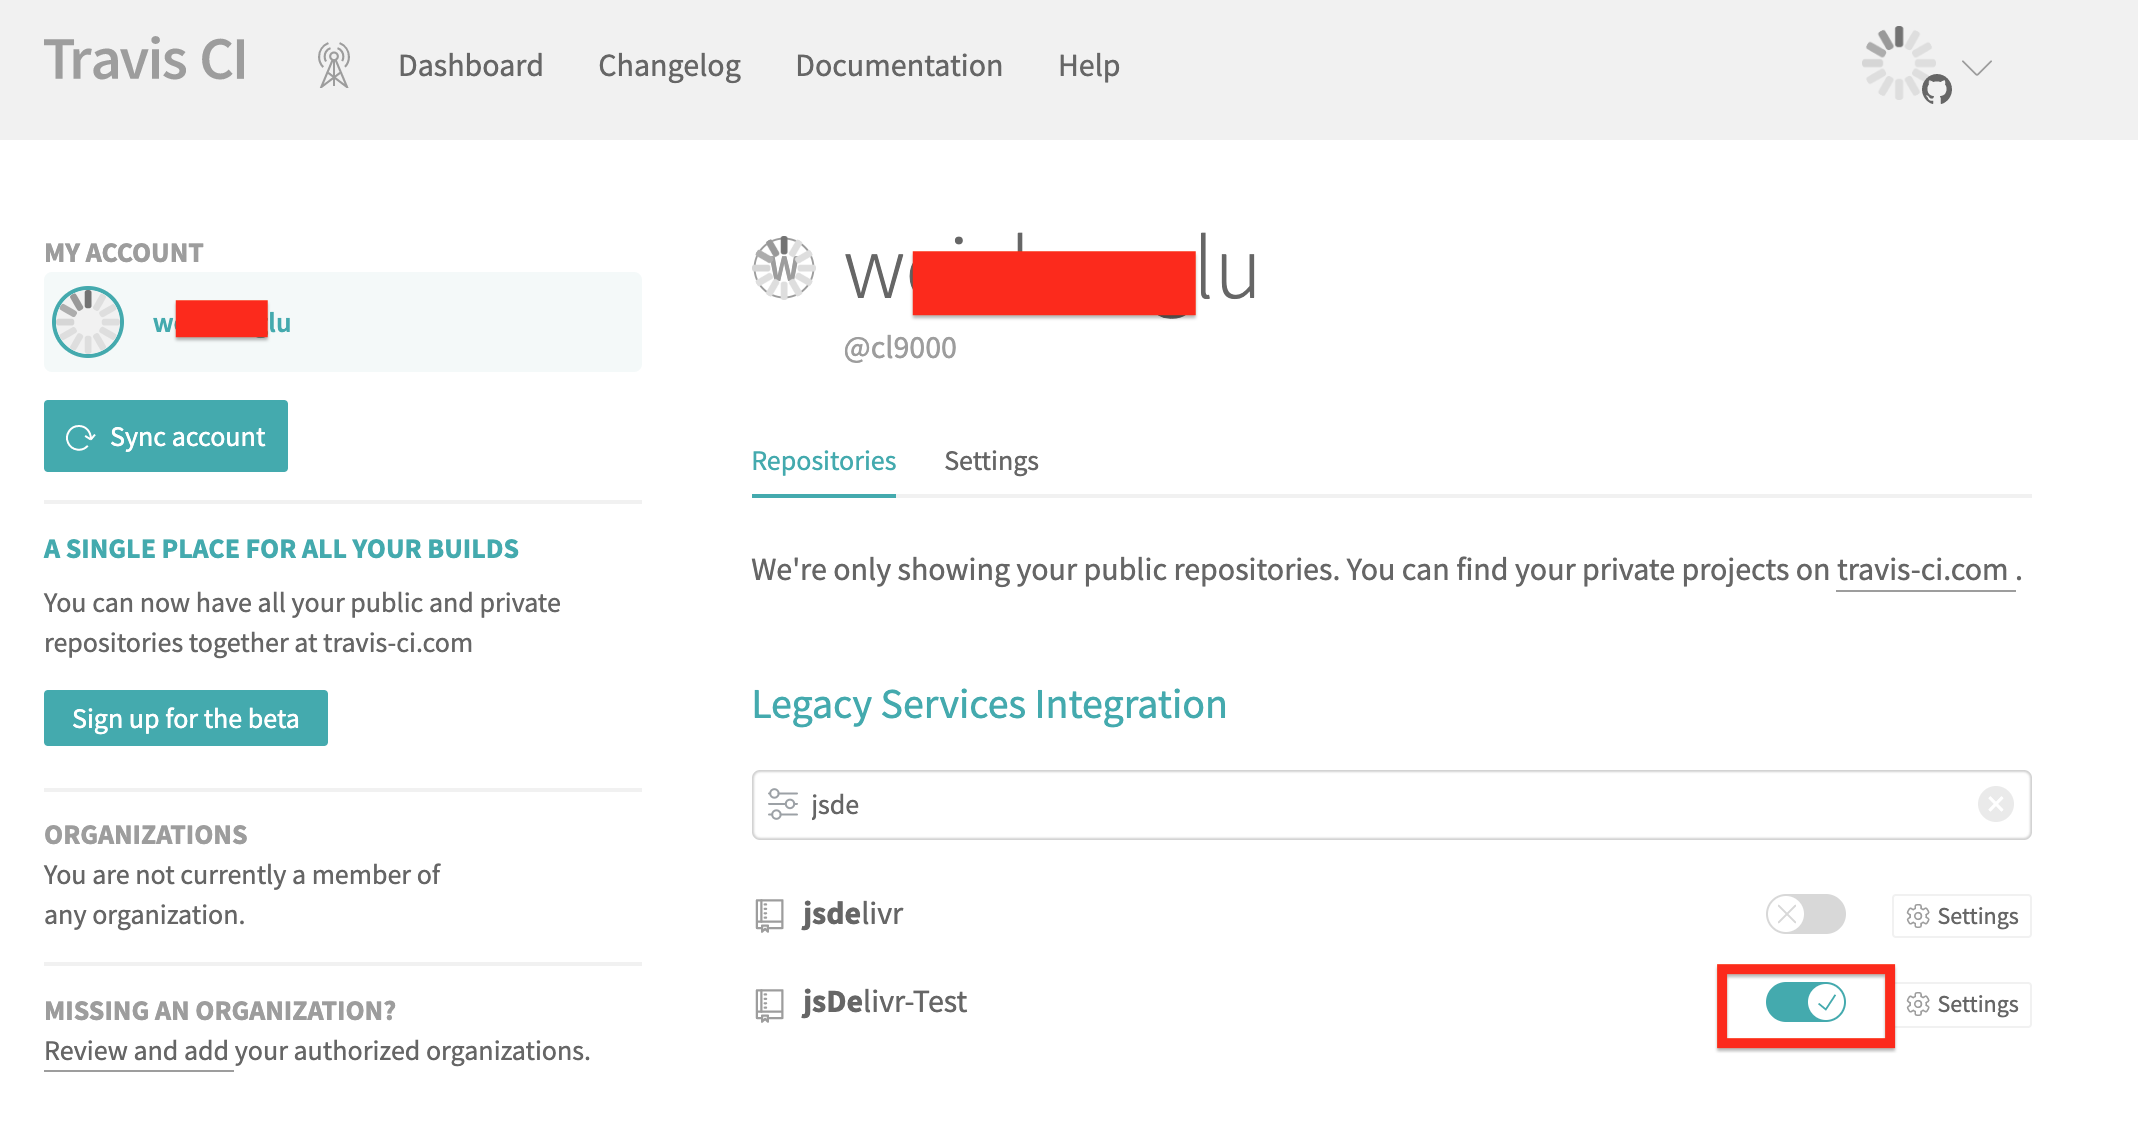 Travis CI
Dashboard
Changelog
Documentation
Help
MY ACCOUNT
Sync account
A SINGLE PLACE FOR ALL YOUR BUILDS
You can now have all your public and private
repositories together at travis-ci.com
Sign up for the beta
ORGANIZATIONS
You are not currently a member of
any organization.
MISSING AN ORGANIZATION?
Review and add your authorized organizations.
W
@cl9000
Repositories
Settings
We're only showing your public repositories. You can find your private projects on travis-ci.com .
Legacy Services Integration
jsde
jsdelivr
Settings
jsDelivr-Test
Settings